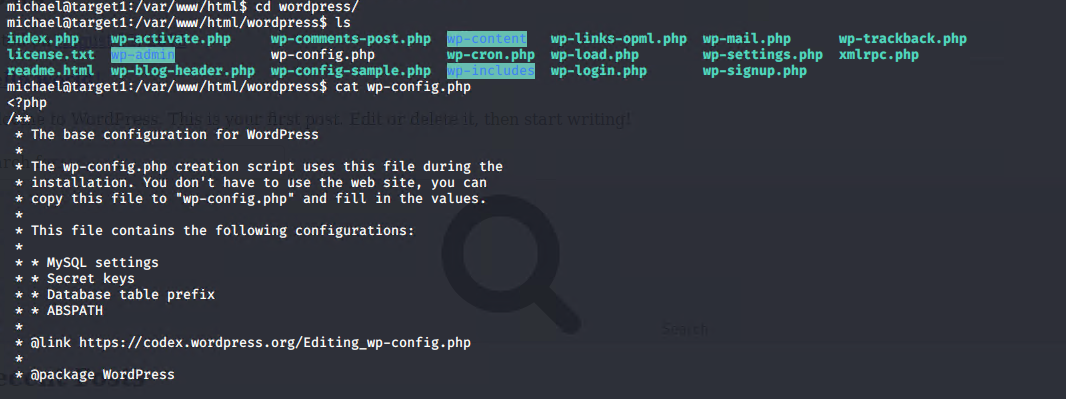 michael@target1:/var/www/html$ cd wordpress/
michael@target1:/var/www/html/wordpress$ ls
index.php    wp-activate.php     wp-comments-post.php  wp-content   wp-links-opml.php  wp-mail.php      wp-trackback.php
license.txt  wp-admin            wp-config.php         wp-cron.php  wp-load.php        wp-settings.php  xmlrpc.php
readme.html  wp-blog-header.php  wp-config-sample.php  wp-includes  wp-login.php       wp-signup.php
michael@target1:/var/www/html/wordpress$ cat wp-config.php
<?php
/**
to WordPress. This is your first post. Edit or delete it, then start writing!
 * The base configuration for WordPress
 *
 * The wp-config.php creation script uses this file during the
 * installation. You don't have to use the web site, you can
 * copy this file to "wp-config.php" and fill in the values.
 *
 * This file contains the following configurations:
 *
 * * MySQL settings
 * * Secret keys
 * * Database table prefix
 * * ABSPATH
Search
 *
 * @link https://codex.wordpress.org/Editing_wp-config.php
 *
 * @package WordPress
Posts